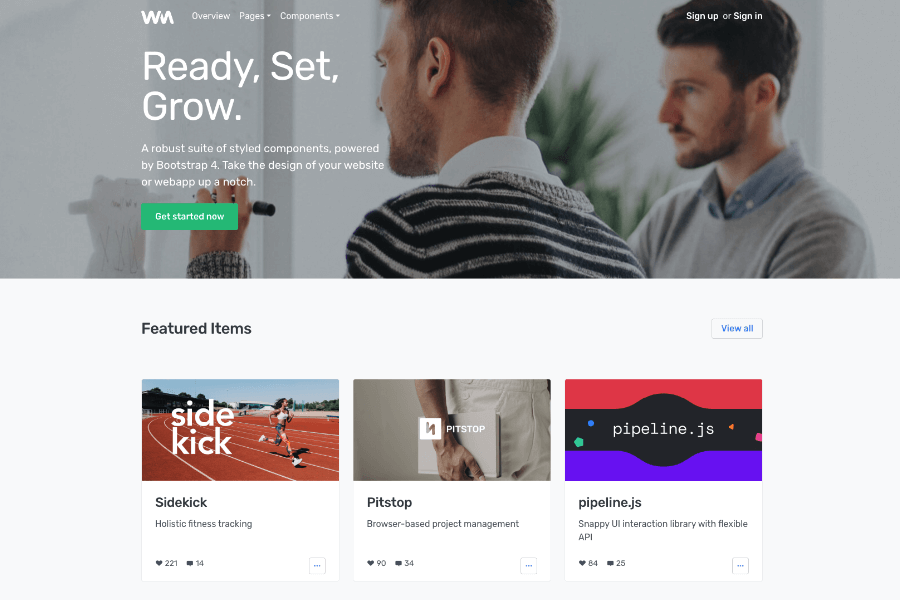 WM
Overview Pages Components Sign up or Sign in
Ready, Set,
Grow.
A robust suite of styled components, powered
by Bootstrap 4. Take the design of your website
or webapp up a notch.
Get started now
Featured Items View all
side
kick
PITSTOP
pipeline.js
Sidekick
Holistic fitness tracking
221 14
Pitstop
Browser-based project management
90 34
pipeline.js
Snappy UI interaction library with flexible
API
84 25